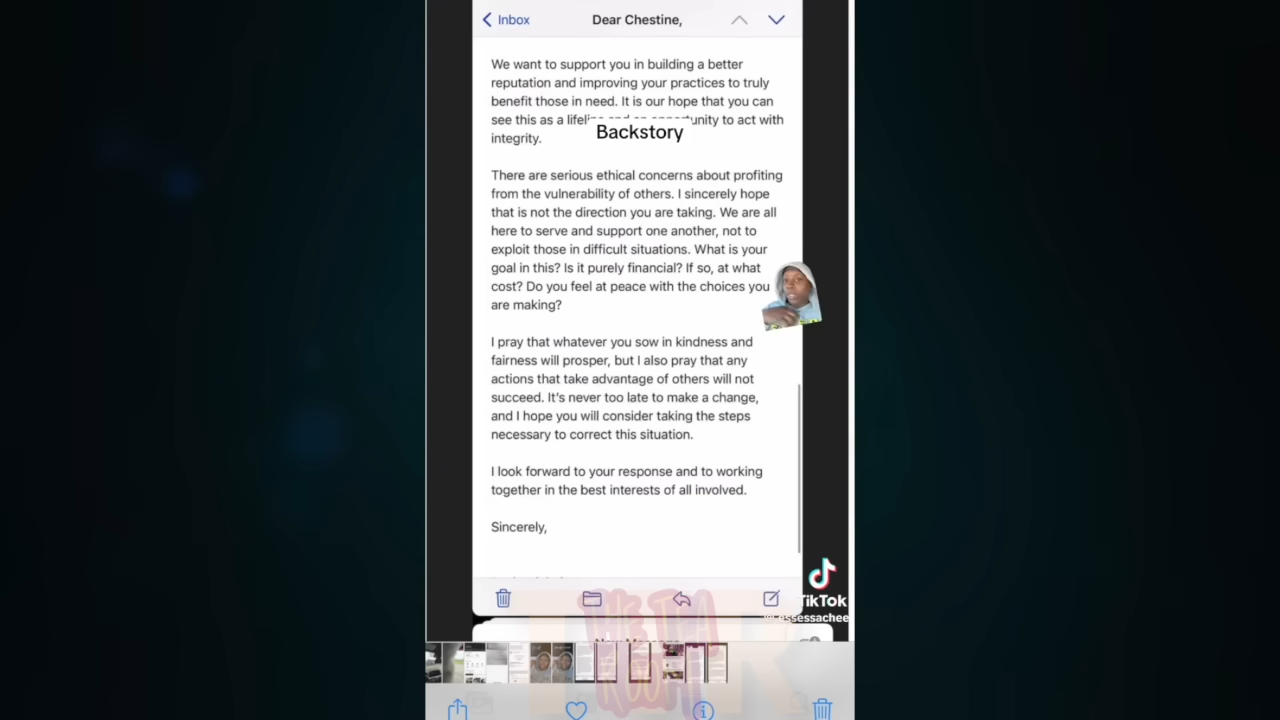 Inbox
Dear Chestine,
We want to support you in building a better
reputation and improving your practices to truly
benefit those in need. It is our hope that you can
see this as a lifeline and an opportunity to act with
Backstory
integrity.
There are serious ethical concerns about profiting
from the vulnerability of others. I sincerely hope
that is not the direction you are taking. We are all
here to serve and support one another, not to
exploit those in difficult situations. What is your
goal in this? Is it purely financial? If so, at what
cost? Do you feel at peace with the choices you
are making?
I pray that whatever you sow in kindness and
fairness will prosper, but I also pray that any
actions that take advantage of others will not
succeed. It's never too late to make a change,
and I hope you will consider taking the steps
necessary to correct this situation.
I look forward to your response and to working
together in the best interests of all involved.
Sincerely,
TikTok